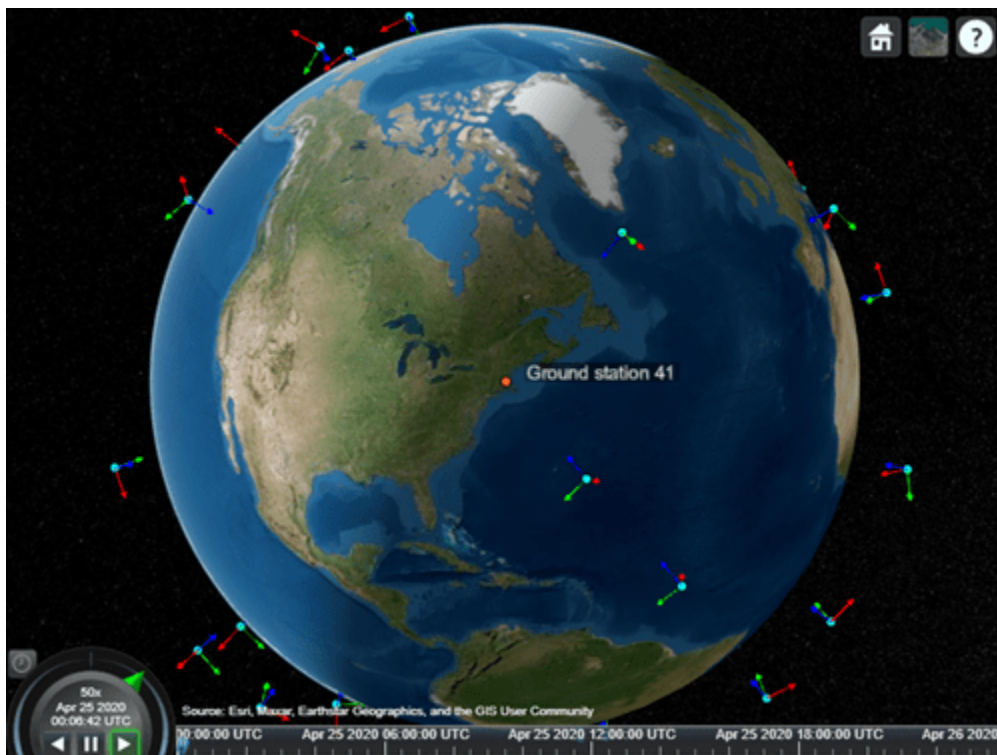 ?
Ground station 41
50x
Apr 25 2020
00:06:42 UTC
Source: Esri, Maxar, Earthstar Geographics, and the GIS User Community
00:00:00 UTC Apr 25 2020 06:00:00 UTC Apr 25 2020 12:00:00 UTC Apr 25 2020 18:00:00 UTC Apr 26 2020